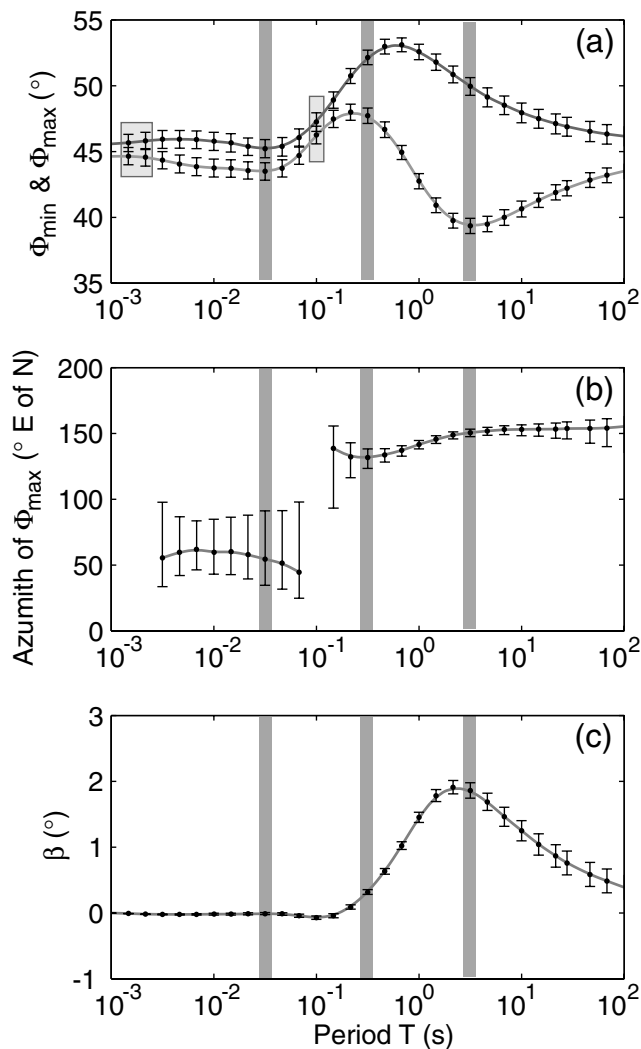 55
50
45
40
35
Φmin & Φmax (°)
(a)
10⁻³ 10⁻² 10⁻¹ 10⁰ 10¹ 10²
200
150
100
50
0
Azumith of Φmax (° E of N)
(b)
10⁻³ 10⁻² 10⁻¹ 10⁰ 10¹ 10²
3
2
1
0
-1
β (°)
(c)
10⁻³ 10⁻² 10⁻¹ 10⁰ 10¹ 10²
Period T (s)